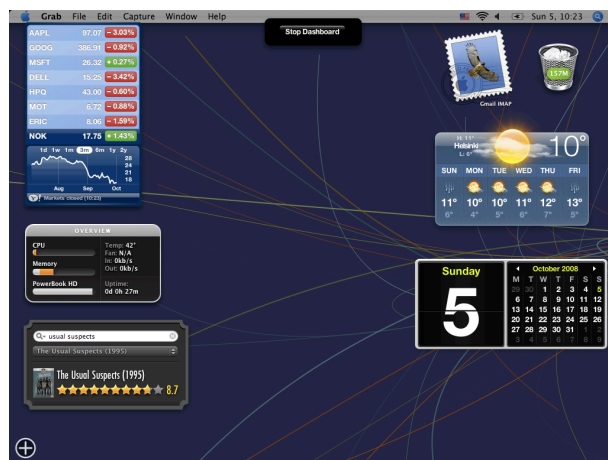 Grab File Edit Capture Window Help
Sun 5, 10:23
Stop Dashboard
AAPL 97.07 – 3.03%
GOOG 386.91 – 0.92%
MSFT 26.32 + 0.27%
DELL 15.25 – 3.42%
HPQ 43.00 – 0.60%
MOT 6.72 – 0.88%
ERIC 8.06 – 1.59%
NOK 17.75 + 1.43%
1d 1w 1m 3m 6m 1y 2y
28
24
21
18
Aug Sep Oct
Y! Markets closed (10:23)
Gmail IMAP
157M
H: 11°
Helsinki
L: 6°
10°
SUN MON TUE WED THU FRI
11° 10° 10° 11° 12° 13°
6° 4° 5° 6° 7° 5°
OVERVIEW
CPU
Memory
PowerBook HD
Temp: 42°
Fan: N/A
In: 0kb/s
Out: 0kb/s
Uptime:
0d 0h 27m
Sunday
5
October 2008
M T W T F S S
29 30 1 2 3 4 5
6 7 8 9 10 11 12
13 14 15 16 17 18 19
20 21 22 23 24 25 26
27 28 29 30 31 1 2
3 4 5 6 7 8 9
usual suspects
The Usual Suspects (1995)
The Usual Suspects (1995)
8.7